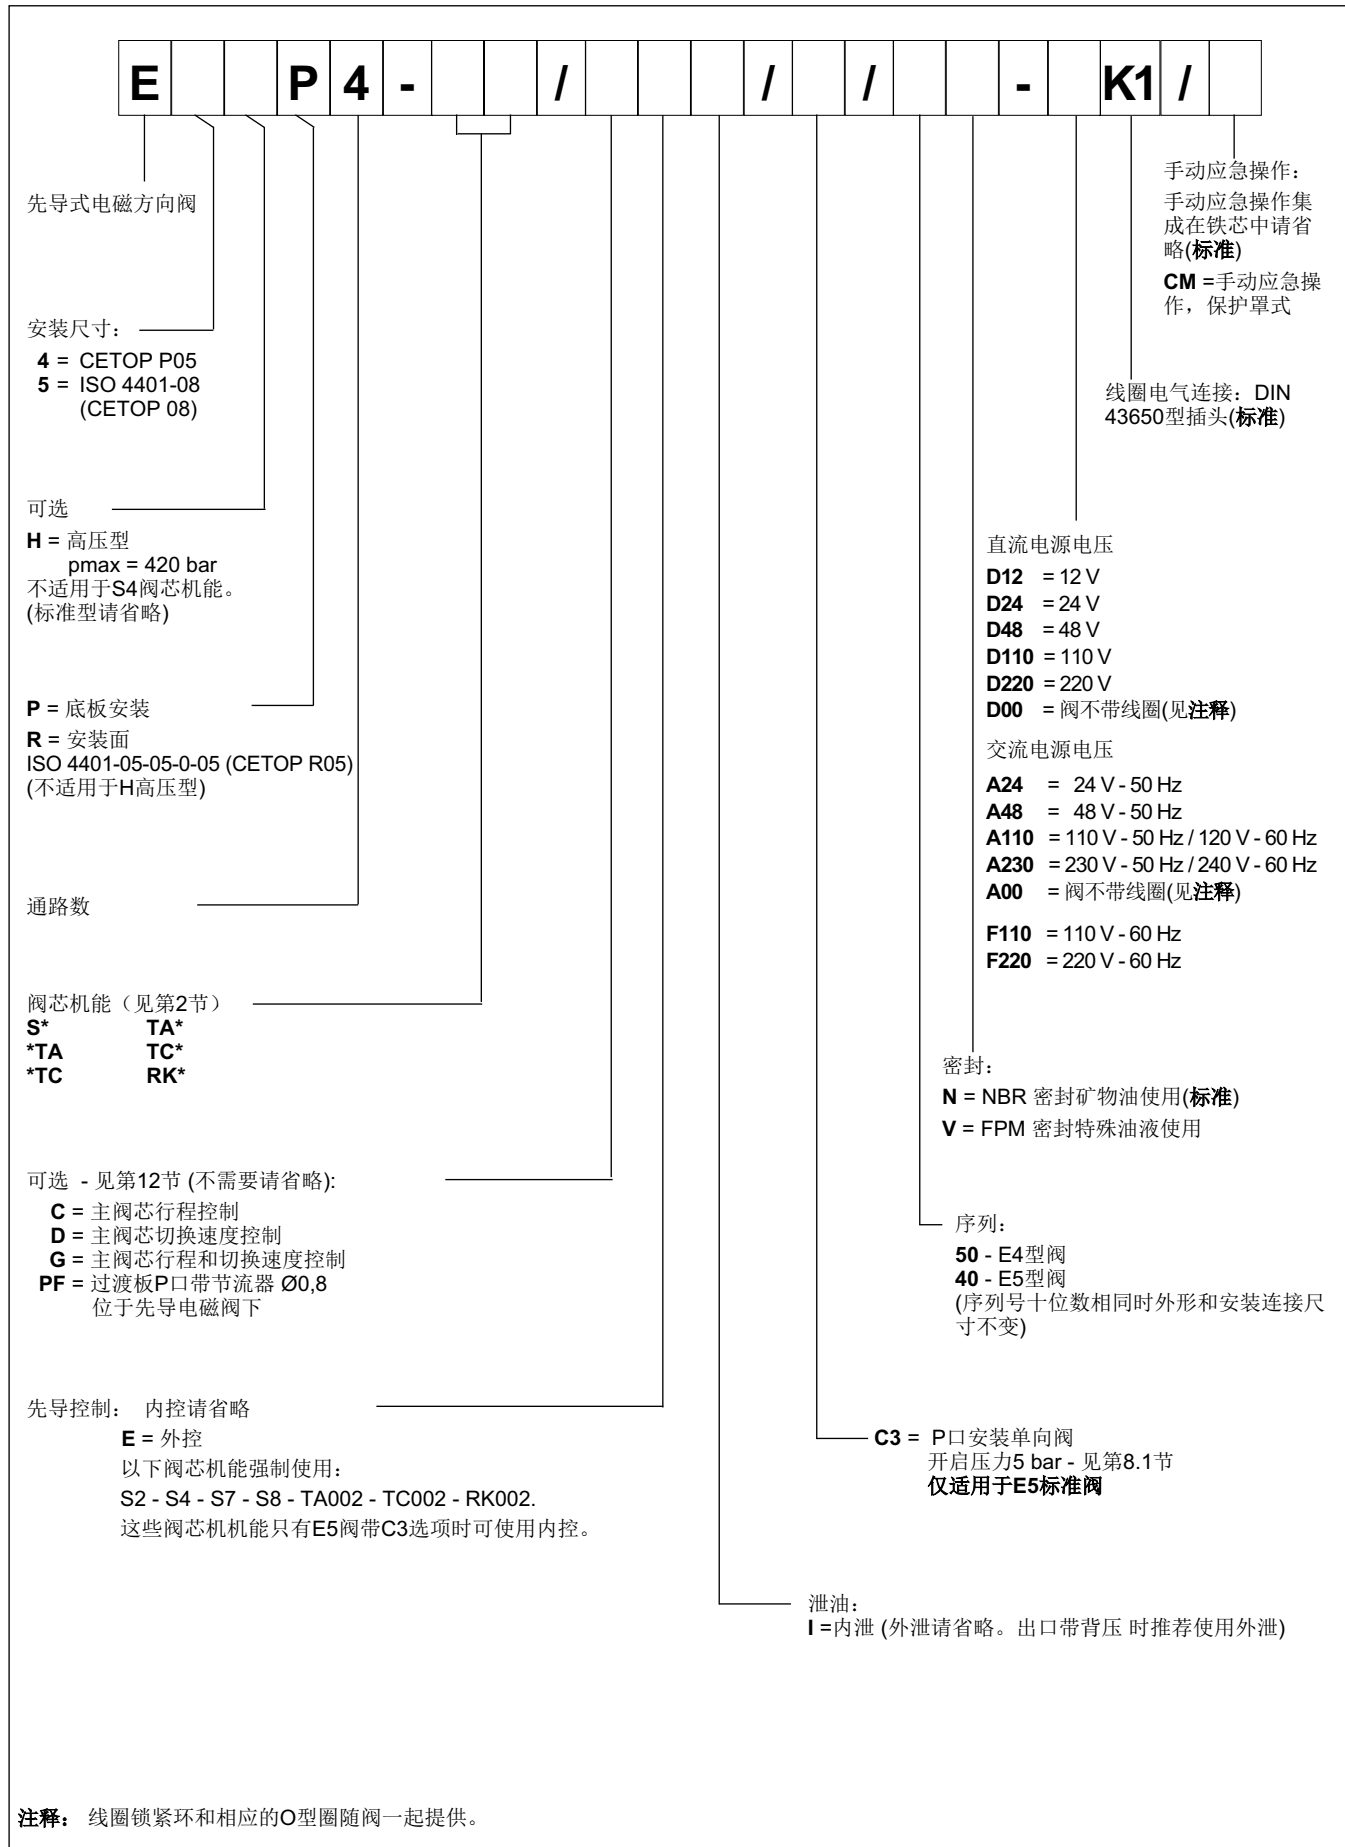 E P 4 - / / / - K1 /
先导式电磁方向阀
安装尺寸：
4 = CETOP P05
5 = ISO 4401-08
(CETOP 08)
可选
H = 高压型
pmax = 420 bar
不适用于S4阀芯机能。
(标准型请省略)
P = 底板安装
R = 安装面
ISO 4401-05-05-0-05 (CETOP R05)
(不适用于H高压型)
通路数
阀芯机能（见第2节）
S* TA*
*TA TC*
*TC RK*
可选 - 见第12节 (不需要请省略):
C = 主阀芯行程控制
D = 主阀芯切换速度控制
G = 主阀芯行程和切换速度控制
PF = 过渡板P口带节流器 Ø0,8
位于先导电磁阀下
先导控制： 内控请省略
E = 外控
以下阀芯机能强制使用：
S2 - S4 - S7 - S8 - TA002 - TC002 - RK002.
这些阀芯机机能只有E5阀带C3选项时可使用内控。
手动应急操作：
手动应急操作集
成在铁芯中请省
略(标准)
CM =手动应急操
作，保护罩式
线圈电气连接：DIN
43650型插头(标准)
直流电源电压
D12 = 12 V
D24 = 24 V
D48 = 48 V
D110 = 110 V
D220 = 220 V
D00 = 阀不带线圈(见注释)
交流电源电压
A24 = 24 V - 50 Hz
A48 = 48 V - 50 Hz
A110 = 110 V - 50 Hz / 120 V - 60 Hz
A230 = 230 V - 50 Hz / 240 V - 60 Hz
A00 = 阀不带线圈(见注释)
F110 = 110 V - 60 Hz
F220 = 220 V - 60 Hz
密封：
N = NBR 密封矿物油使用(标准)
V = FPM 密封特殊油液使用
序列：
50 - E4型阀
40 - E5型阀
(序列号十位数相同时外形和安装连接尺
寸不变)
C3 = P口安装单向阀
开启压力5 bar - 见第8.1节
仅适用于E5标准阀
泄油：
I =内泄 (外泄请省略。出口带背压 时推荐使用外泄)
注释： 线圈锁紧环和相应的O型圈随阀一起提供。